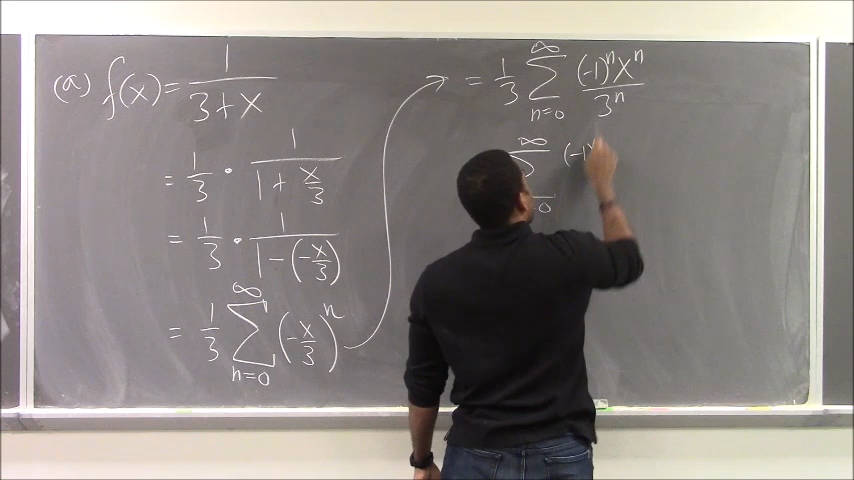 (a) f(x) = 1/(3+x)
= 1/3 · 1/(1 + x/3)
= 1/3 · 1/(1 - (-x/3))
= 1/3 ∑_{n=0}^{∞} (-x/3)^n
= 1/3 ∑_{n=0}^{∞} (-1)^n x^n / 3^n
∑^{∞} (-1)